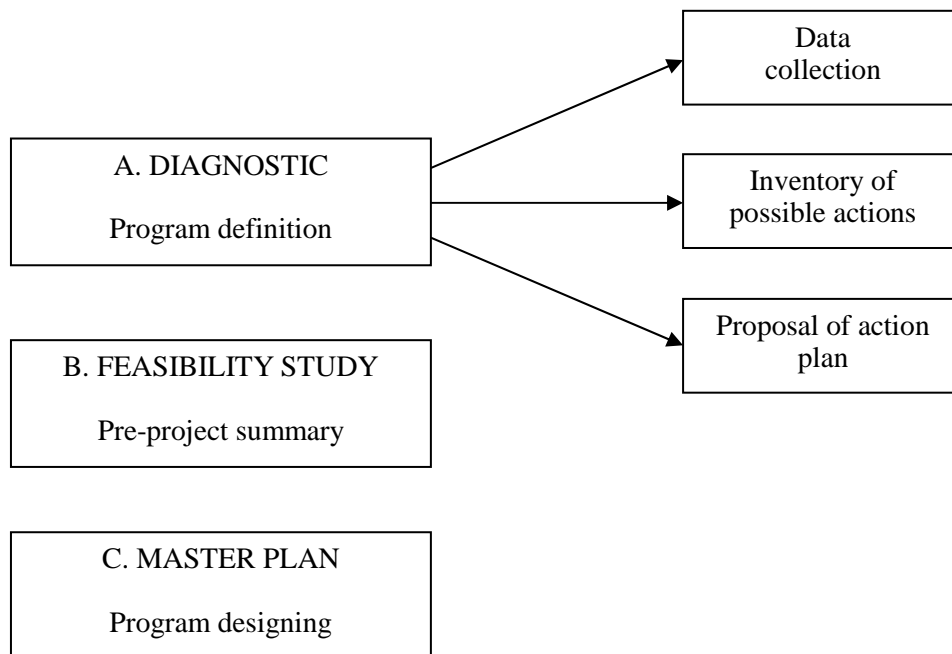 Data
collection
A. DIAGNOSTIC
Program definition
Inventory of
possible actions
Proposal of action
plan
B. FEASIBILITY STUDY
Pre-project summary
C. MASTER PLAN
Program designing